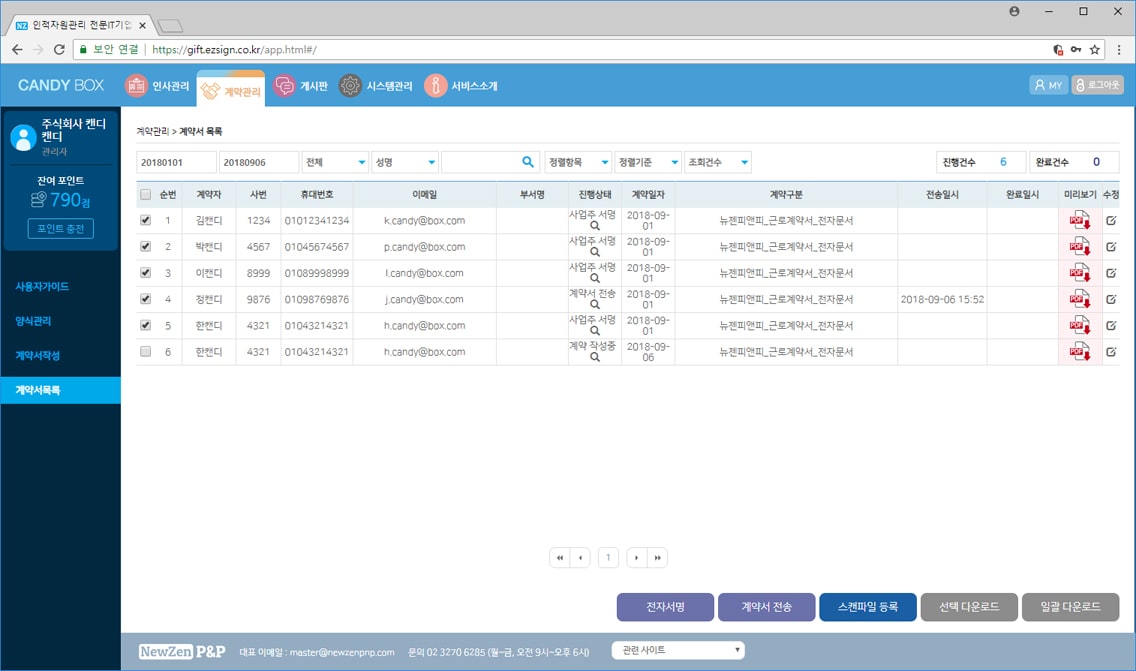 NZ 인적자원관리 전문IT기업
보안 연결 https://gift.ezsign.co.kr/app.html#/
CANDY BOX 인사관리 계약관리 게시판 시스템관리 서비스소개 MY 로그아웃
주식회사 캔디
캔디
관리자
잔여 포인트
790점
포인트 충전
사용자가이드
양식관리
계약서작성
계약서목록
계약관리 > 계약서 목록
20180101 20180906 전체 성명 정렬항목 정렬기준 조회건수 진행건수 6 완료건수 0
순번 계약자 사번 휴대번호 이메일 부서명 진행상태 계약일자 계약구분 전송일시 완료일시 미리보기 수정
1 김캔디 1234 01012341234 k.candy@box.com 사업주 서명 2018-09-01 뉴젠피앤피_근로계약서_전자문서 PDF
2 박캔디 4567 01045674567 p.candy@box.com 사업주 서명 2018-09-01 뉴젠피앤피_근로계약서_전자문서 PDF
3 이캔디 8999 01089998999 l.candy@box.com 사업주 서명 2018-09-01 뉴젠피앤피_근로계약서_전자문서 PDF
4 정캔디 9876 01098769876 j.candy@box.com 계약서 전송 2018-09-01 뉴젠피앤피_근로계약서_전자문서 2018-09-06 15:52 PDF
5 한캔디 4321 01043214321 h.candy@box.com 사업주 서명 2018-09-01 뉴젠피앤피_근로계약서_전자문서 PDF
6 한캔디 4321 01043214321 h.candy@box.com 계약 작성중 2018-09-06 뉴젠피앤피_근로계약서_전자문서 PDF
1
전자서명 계약서 전송 스캔파일 등록 선택 다운로드 일괄 다운로드
NewZen P&P 대표 이메일 : master@newzenpnp.com 문의 02 3270 6285 (월~금, 오전 9시~오후 6시) 관련 사이트